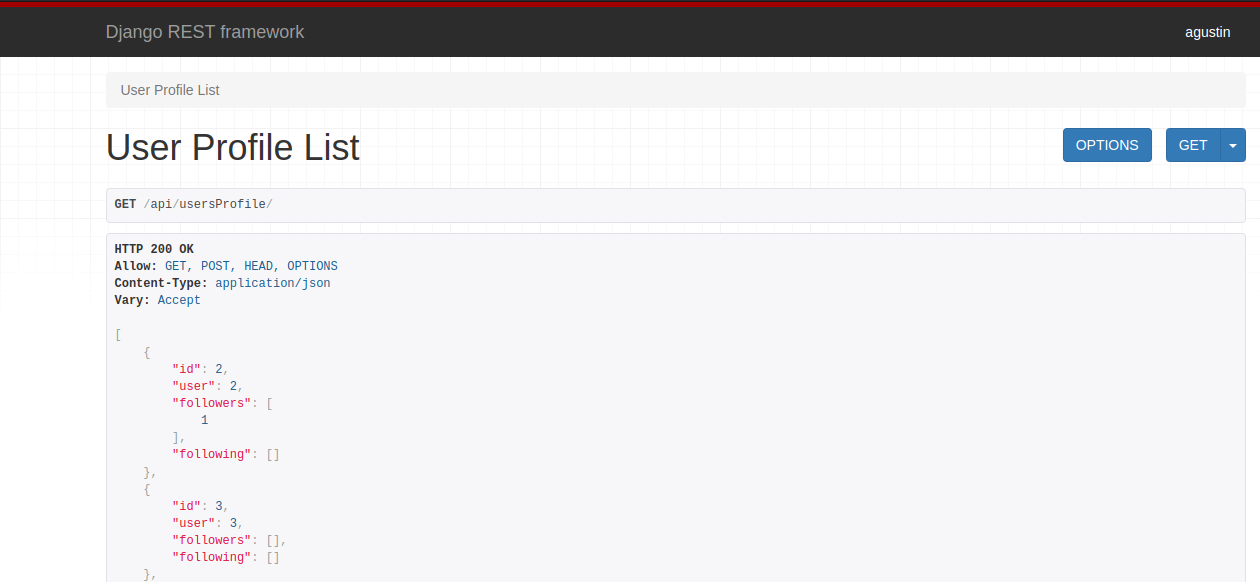 Django REST framework
agustin
User Profile List
User Profile List
OPTIONS
GET
GET /api/usersProfile/
HTTP 200 OK
Allow: GET, POST, HEAD, OPTIONS
Content-Type: application/json
Vary: Accept
[
    {
        "id": 2,
        "user": 2,
        "followers": [
            1
        ],
        "following": []
    },
    {
        "id": 3,
        "user": 3,
        "followers": [],
        "following": []
    },